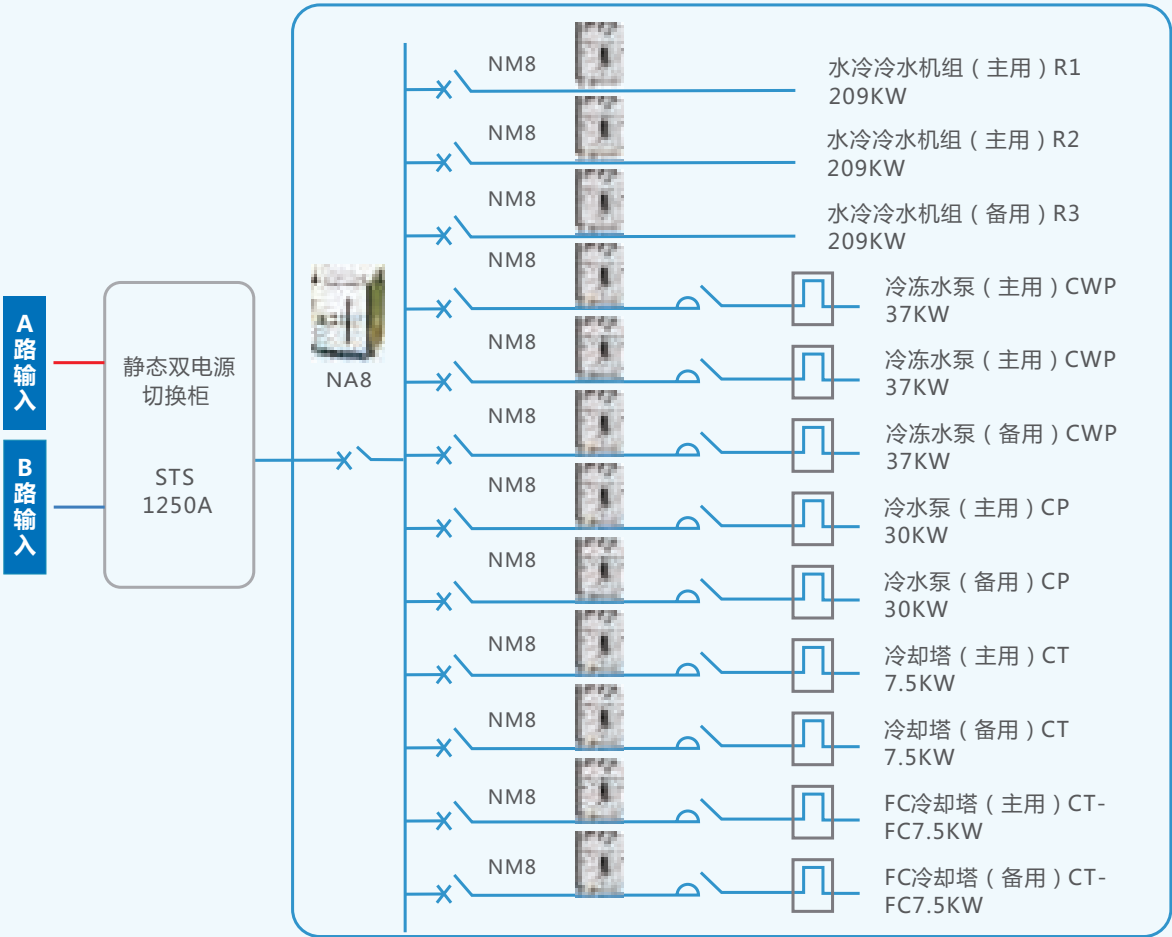 A路输入
B路输入
静态双电源
切换柜
STS
1250A
NA8
NM8
水冷冷水机组（主用）R1
209KW
NM8
水冷冷水机组（主用）R2
209KW
NM8
水冷冷水机组（备用）R3
209KW
NM8
冷冻水泵（主用）CWP
37KW
NM8
冷冻水泵（主用）CWP
37KW
NM8
冷冻水泵（备用）CWP
37KW
NM8
冷水泵（主用）CP
30KW
NM8
冷水泵（备用）CP
30KW
NM8
冷却塔（主用）CT
7.5KW
NM8
冷却塔（备用）CT
7.5KW
NM8
FC冷却塔（主用）CT-
FC7.5KW
NM8
FC冷却塔（备用）CT-
FC7.5KW